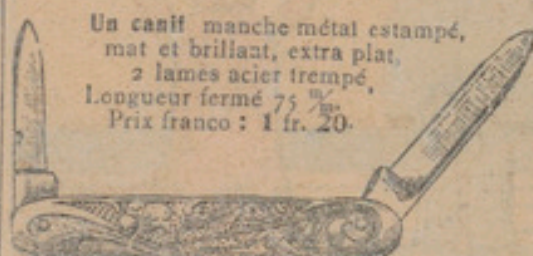 Un canif manche métal estampé,
mat et brillant, extra plat,
2 lames acier trempé.
Longueur fermé 75 m/m.
Prix franco : 1 fr. 20.